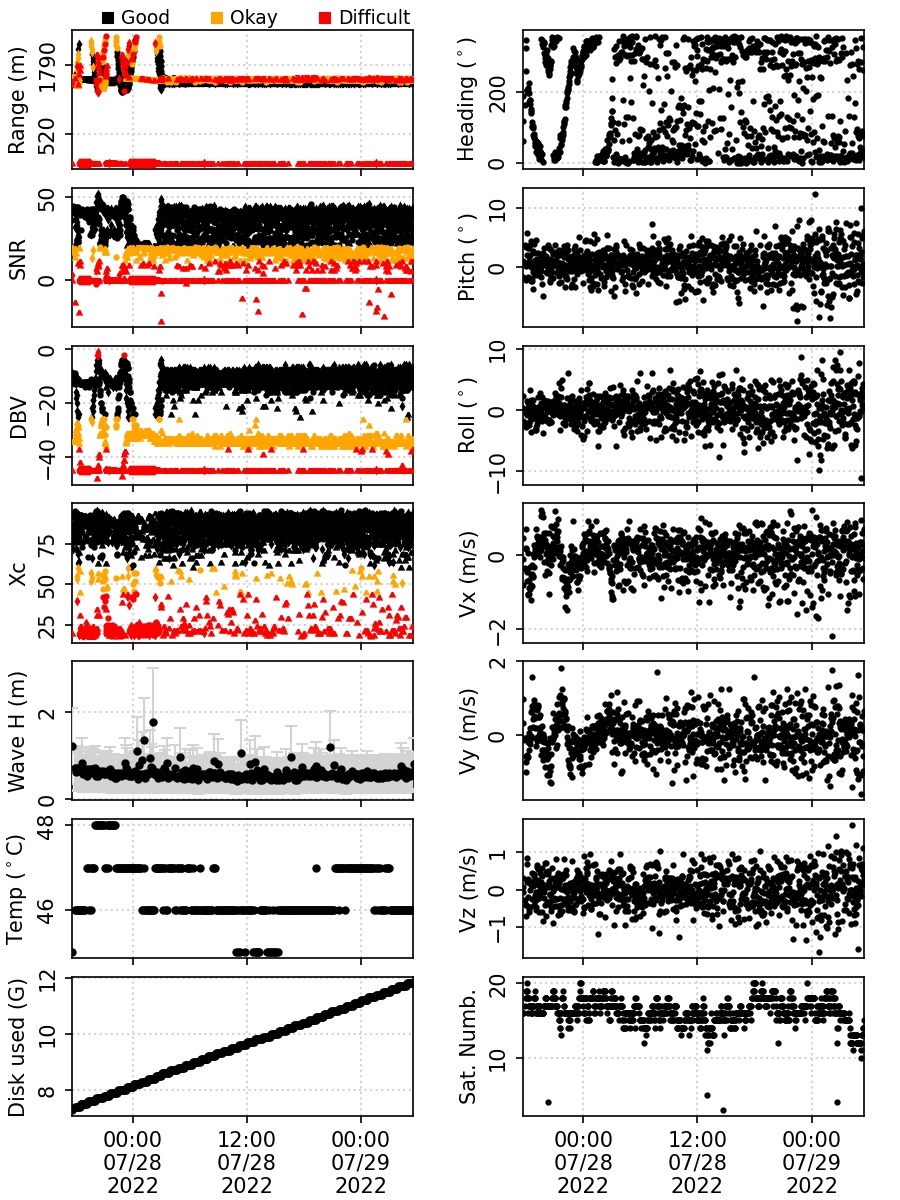 Good Okay Difficult
Range (m)
1790
520
Heading (°)
200
0
SNR
50
0
Pitch (°)
10
0
DBV
0
−20
−40
Roll (°)
10
0
−10
Xc
75
50
25
Vx (m/s)
0
−2
Wave H (m)
2
0
Vy (m/s)
2
0
Temp (°C)
48
46
Vz (m/s)
1
0
−1
Disk used (G)
12
10
8
Sat. Numb.
20
10
00:00 12:00 00:00
07/28 07/28 07/29
2022 2022 2022
00:00 12:00 00:00
07/28 07/28 07/29
2022 2022 2022